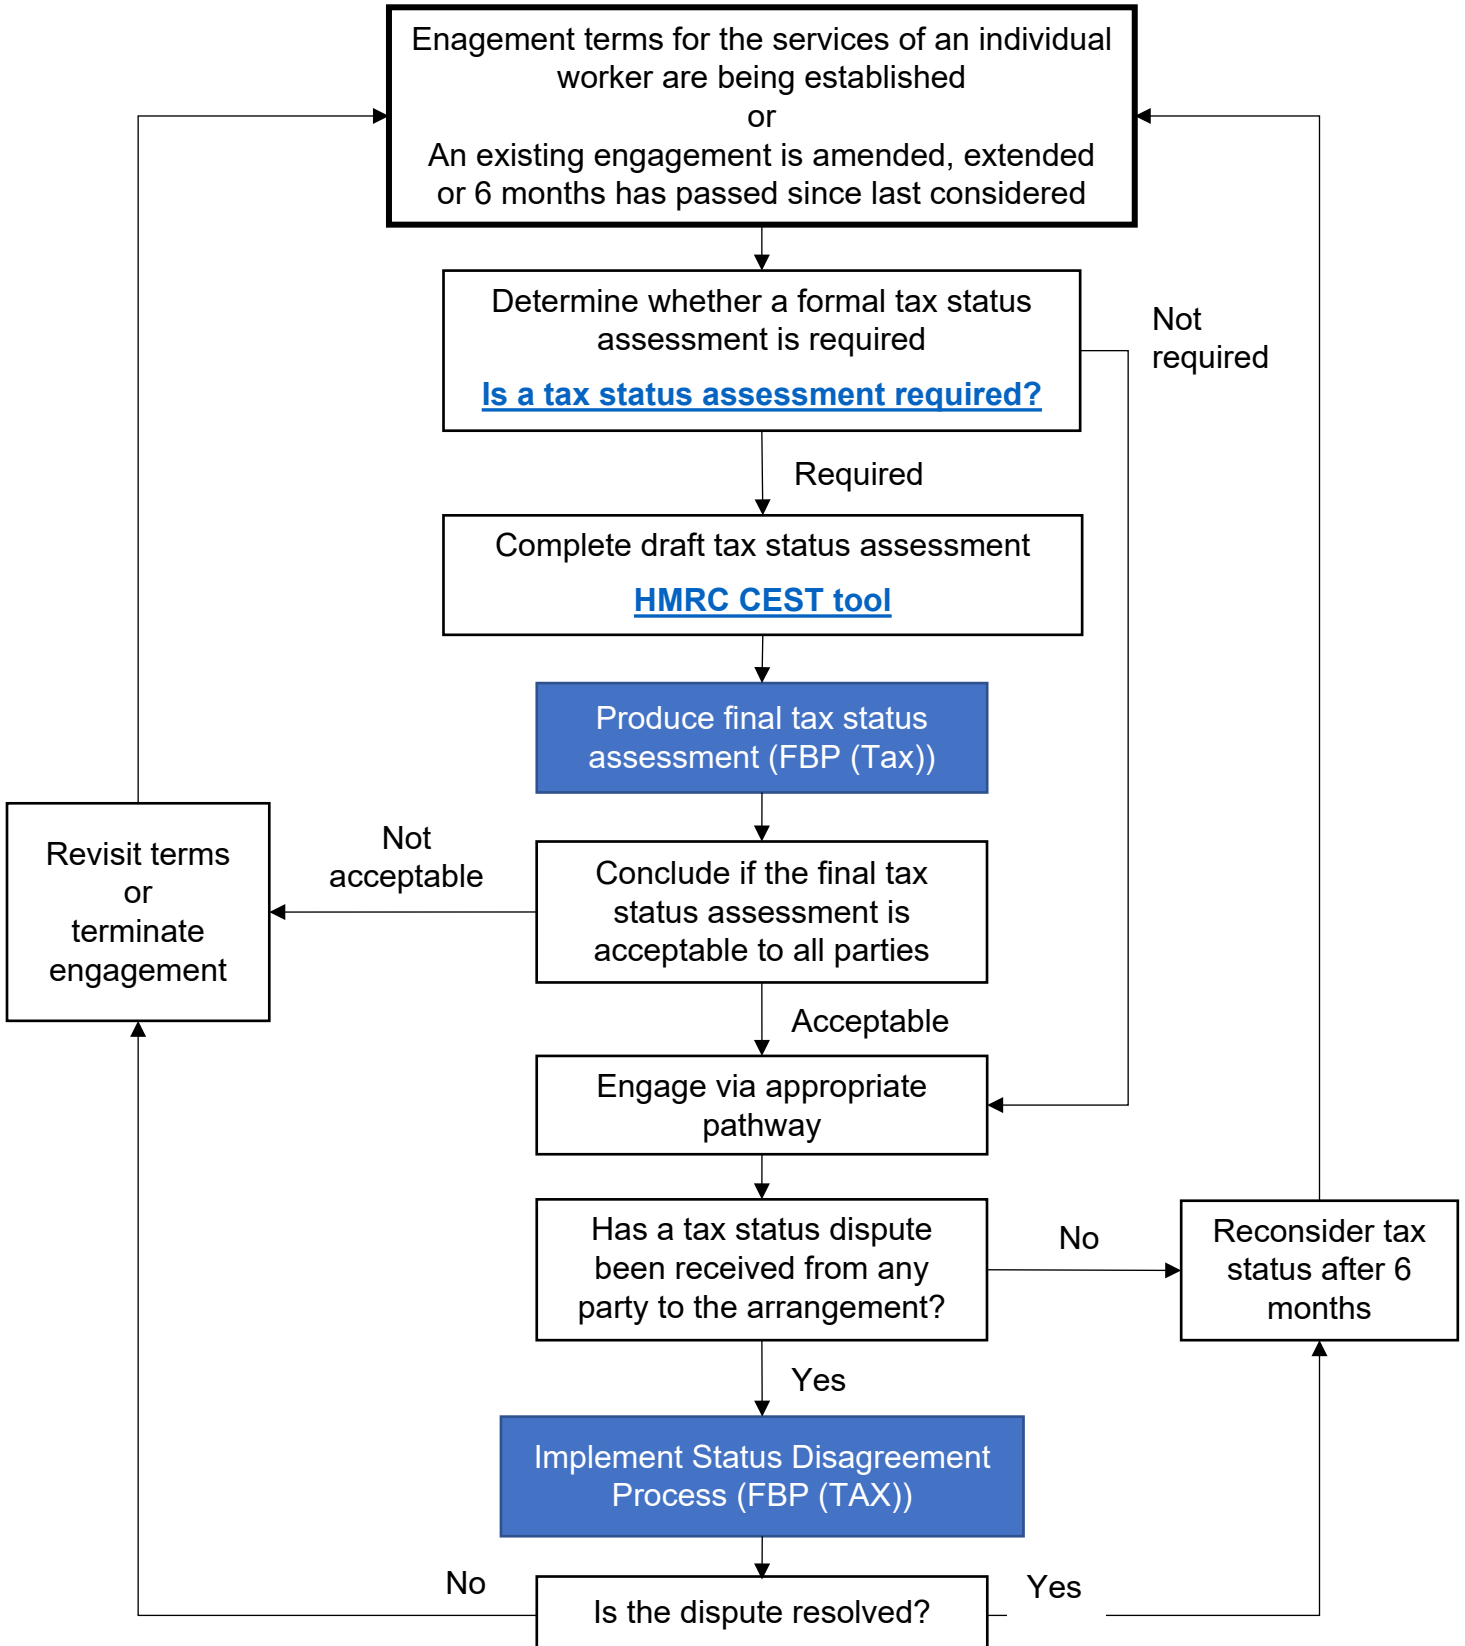 Enagement terms for the services of an individual
worker are being established
or
An existing engagement is amended, extended
or 6 months has passed since last considered
Determine whether a formal tax status
assessment is required
Is a tax status assessment required?
Not
required
Required
Complete draft tax status assessment
HMRC CEST tool
Produce final tax status
assessment (FBP (Tax))
Revisit terms
or
terminate
engagement
Not
acceptable
Conclude if the final tax
status assessment is
acceptable to all parties
Acceptable
Engage via appropriate
pathway
Has a tax status dispute
been received from any
party to the arrangement?
No
Reconsider tax
status after 6
months
Yes
Implement Status Disagreement
Process (FBP (TAX))
No
Is the dispute resolved?
Yes